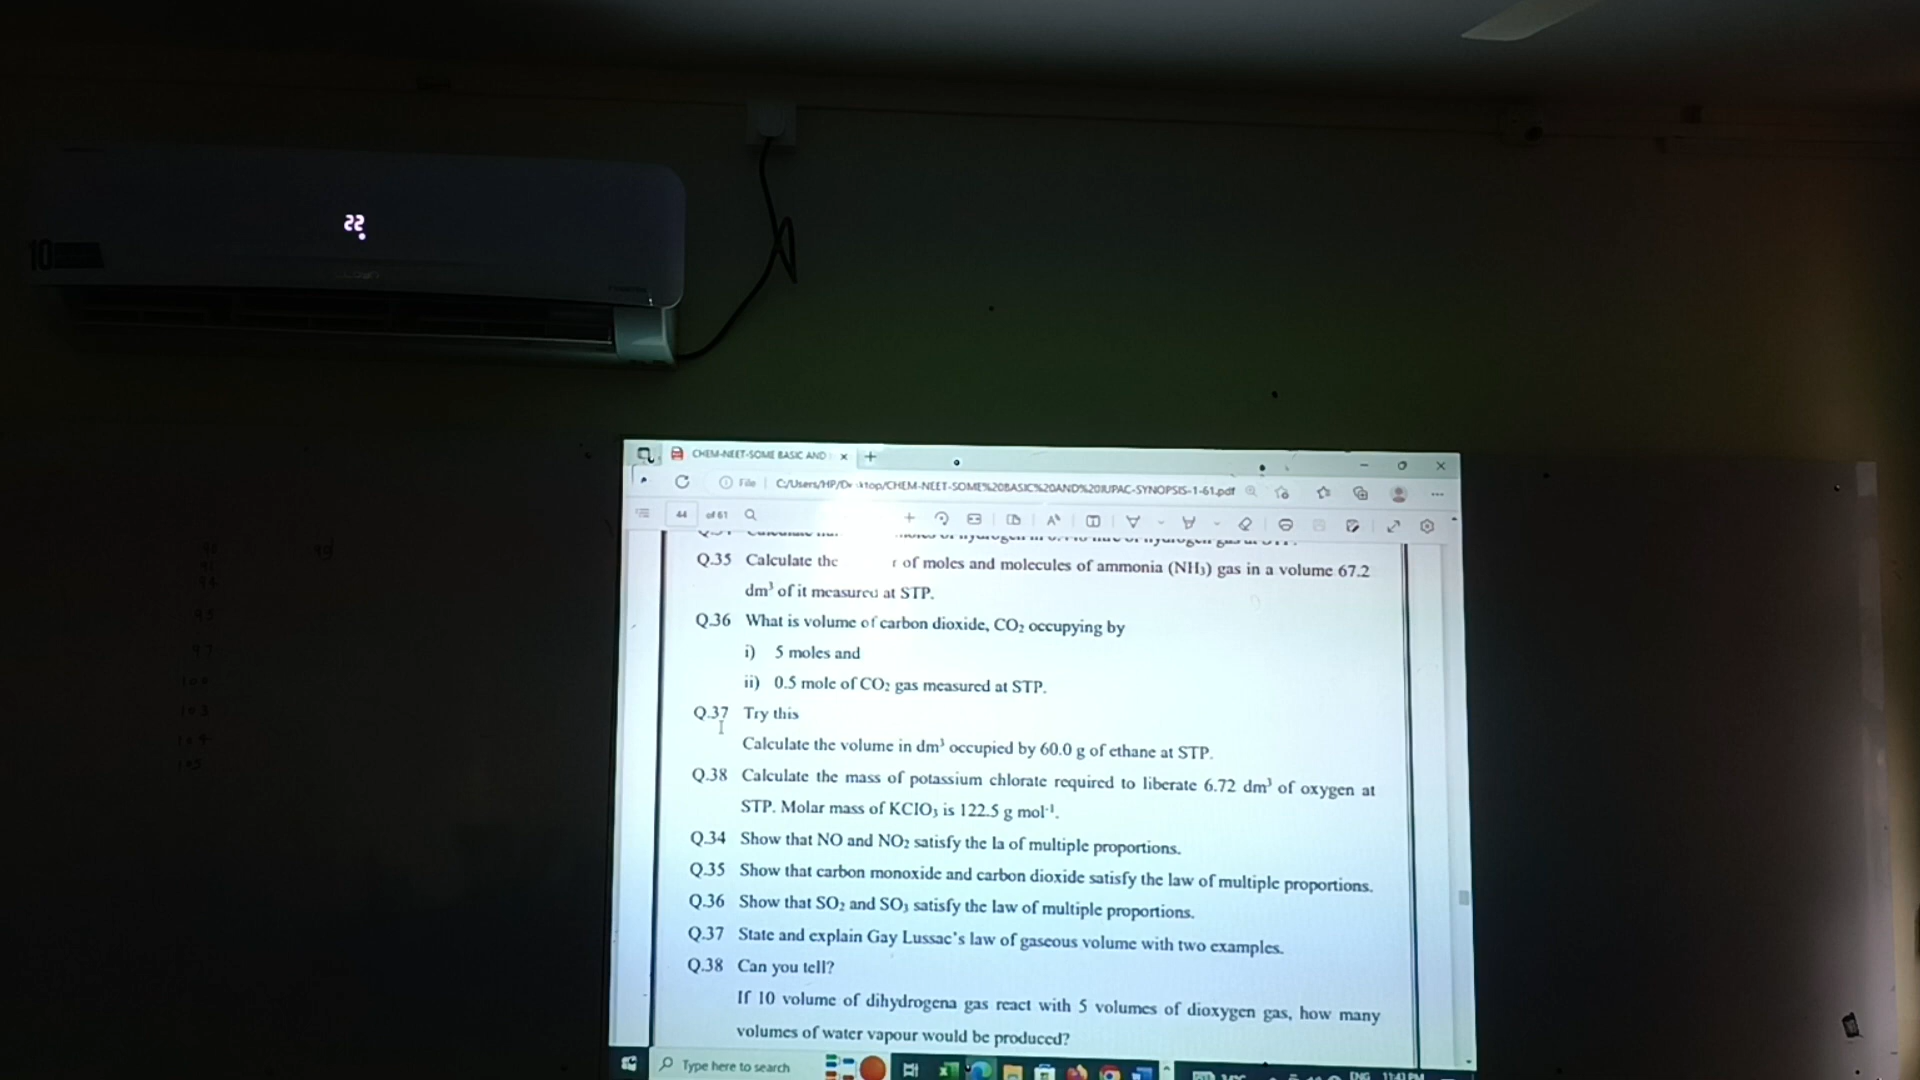 22
10
CHEM-NEET-SOME BASIC AND
File
C:/Users/HP/De ktop/CHEM-NEET-SOME%20BASIC%20AND%20IUPAC-SYNOPSIS-1-61.pdf
44 of 61
Q.35 Calculate the r of moles and molecules of ammonia (NH₃) gas in a volume 67.2
dm³ of it measured at STP.
Q.36 What is volume of carbon dioxide, CO₂ occupying by
i) 5 moles and
ii) 0.5 mole of CO₂ gas measured at STP.
Q.37 Try this
Calculate the volume in dm³ occupied by 60.0 g of ethane at STP.
Q.38 Calculate the mass of potassium chlorate required to liberate 6.72 dm³ of oxygen at
STP. Molar mass of KClO₃ is 122.5 g mol⁻¹.
Q.34 Show that NO and NO₂ satisfy the la of multiple proportions.
Q.35 Show that carbon monoxide and carbon dioxide satisfy the law of multiple proportions.
Q.36 Show that SO₂ and SO₃ satisfy the law of multiple proportions.
Q.37 State and explain Gay Lussac's law of gaseous volume with two examples.
Q.38 Can you tell?
If 10 volume of dihydrogena gas react with 5 volumes of dioxygen gas, how many
volumes of water vapour would be produced?
Type here to search
ENG 11:43 PM